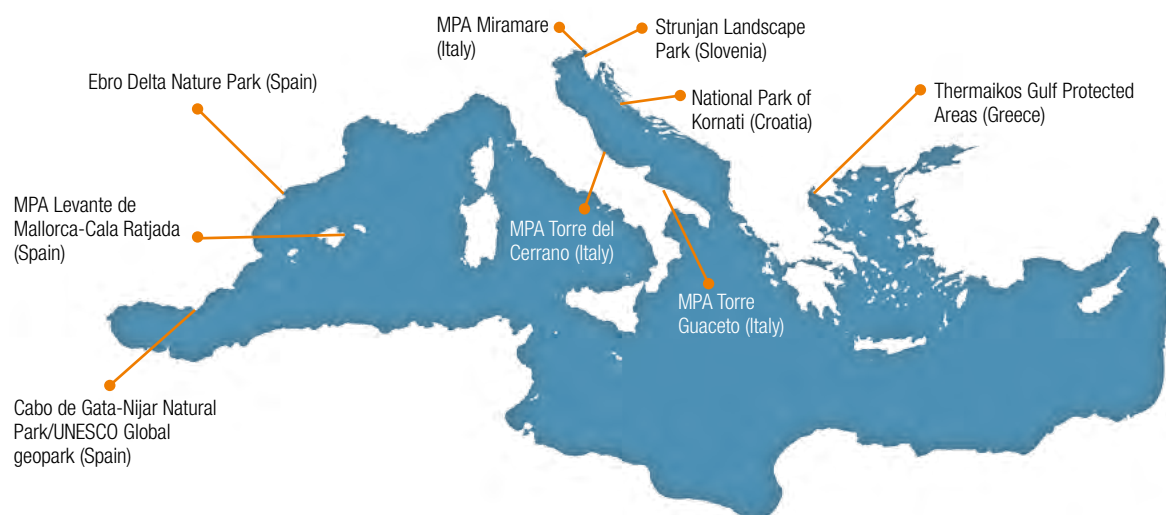 MPA Miramare
(Italy)
Strunjan Landscape
Park (Slovenia)
Ebro Delta Nature Park (Spain)
National Park of
Kornati (Croatia)
Thermaikos Gulf Protected
Areas (Greece)
MPA Levante de
Mallorca-Cala Ratjada
(Spain)
MPA Torre del
Cerrano (Italy)
MPA Torre
Guaceto (Italy)
Cabo de Gata-Nijar Natural
Park/UNESCO Global
geopark (Spain)